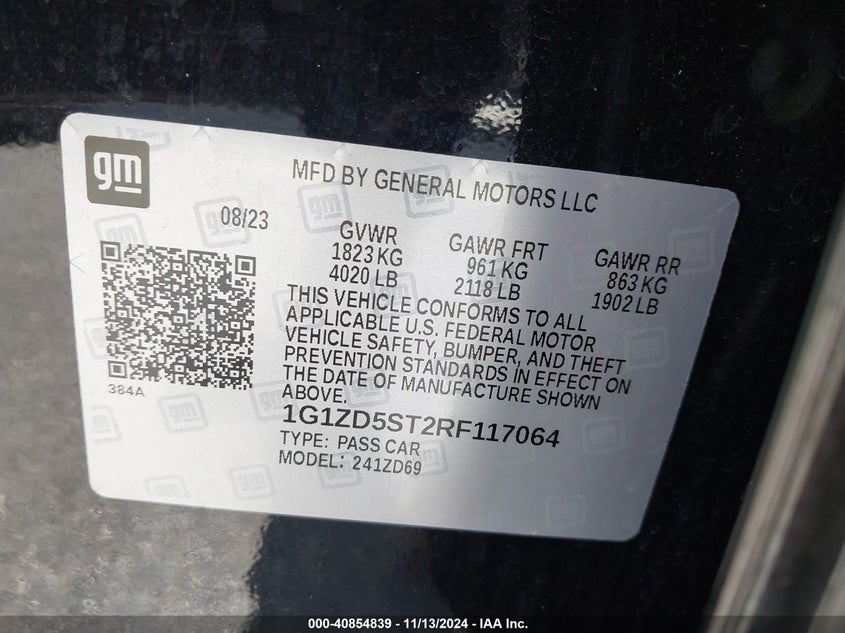 gm
MFD BY GENERAL MOTORS LLC
08/23
GVWR
1823 KG
4020 LB
GAWR FRT
961 KG
2118 LB
GAWR RR
863 KG
1902 LB
THIS VEHICLE CONFORMS TO ALL
APPLICABLE U.S. FEDERAL MOTOR
VEHICLE SAFETY, BUMPER, AND THEFT
PREVENTION STANDARDS IN EFFECT ON
THE DATE OF MANUFACTURE SHOWN
ABOVE.
384A
1G1ZD5ST2RF117064
TYPE: PASS CAR
MODEL: 241ZD69
000-40854839 - 11/13/2024 - IAA Inc.